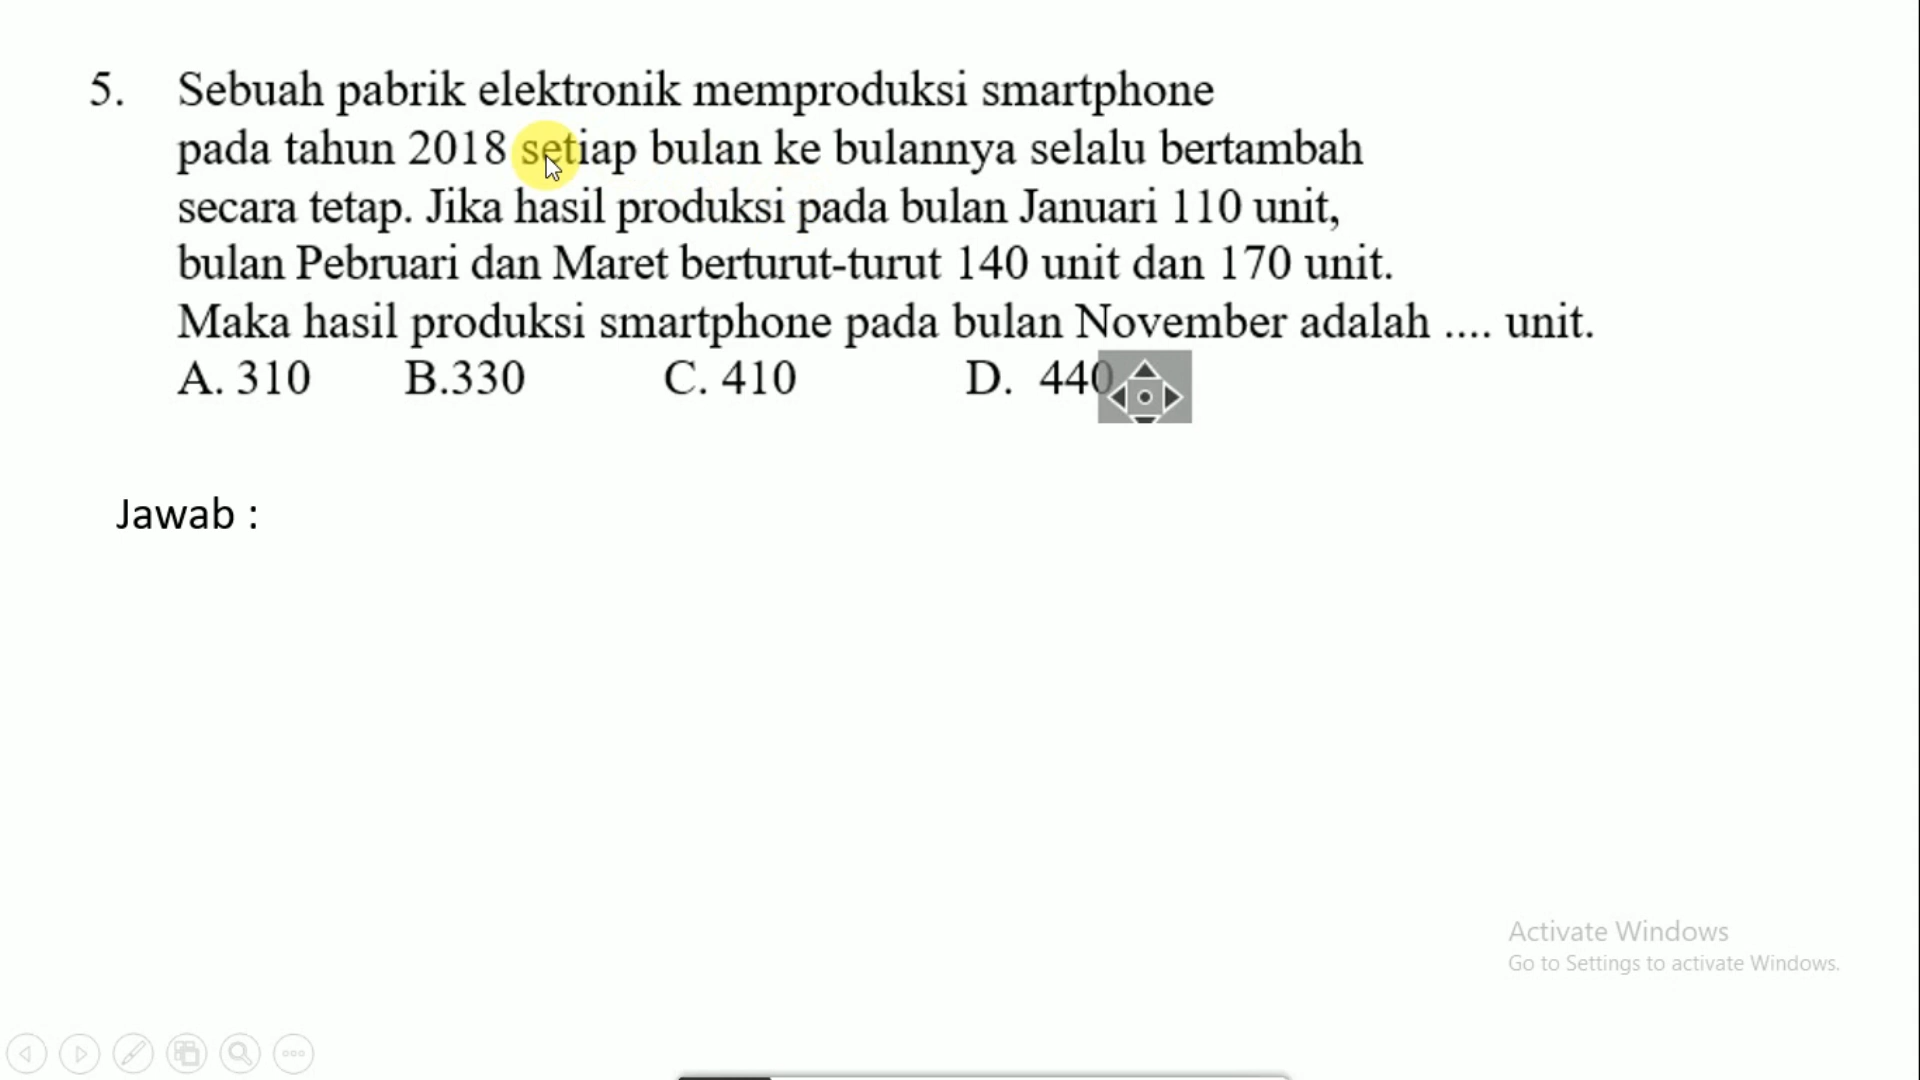 5. Sebuah pabrik elektronik memproduksi smartphone
pada tahun 2018 setiap bulan ke bulannya selalu bertambah
secara tetap. Jika hasil produksi pada bulan Januari 110 unit,
bulan Pebruari dan Maret berturut-turut 140 unit dan 170 unit.
Maka hasil produksi smartphone pada bulan November adalah .... unit.
A. 310 B.330 C. 410 D. 440
Jawab :
Activate Windows
Go to Settings to activate Windows.